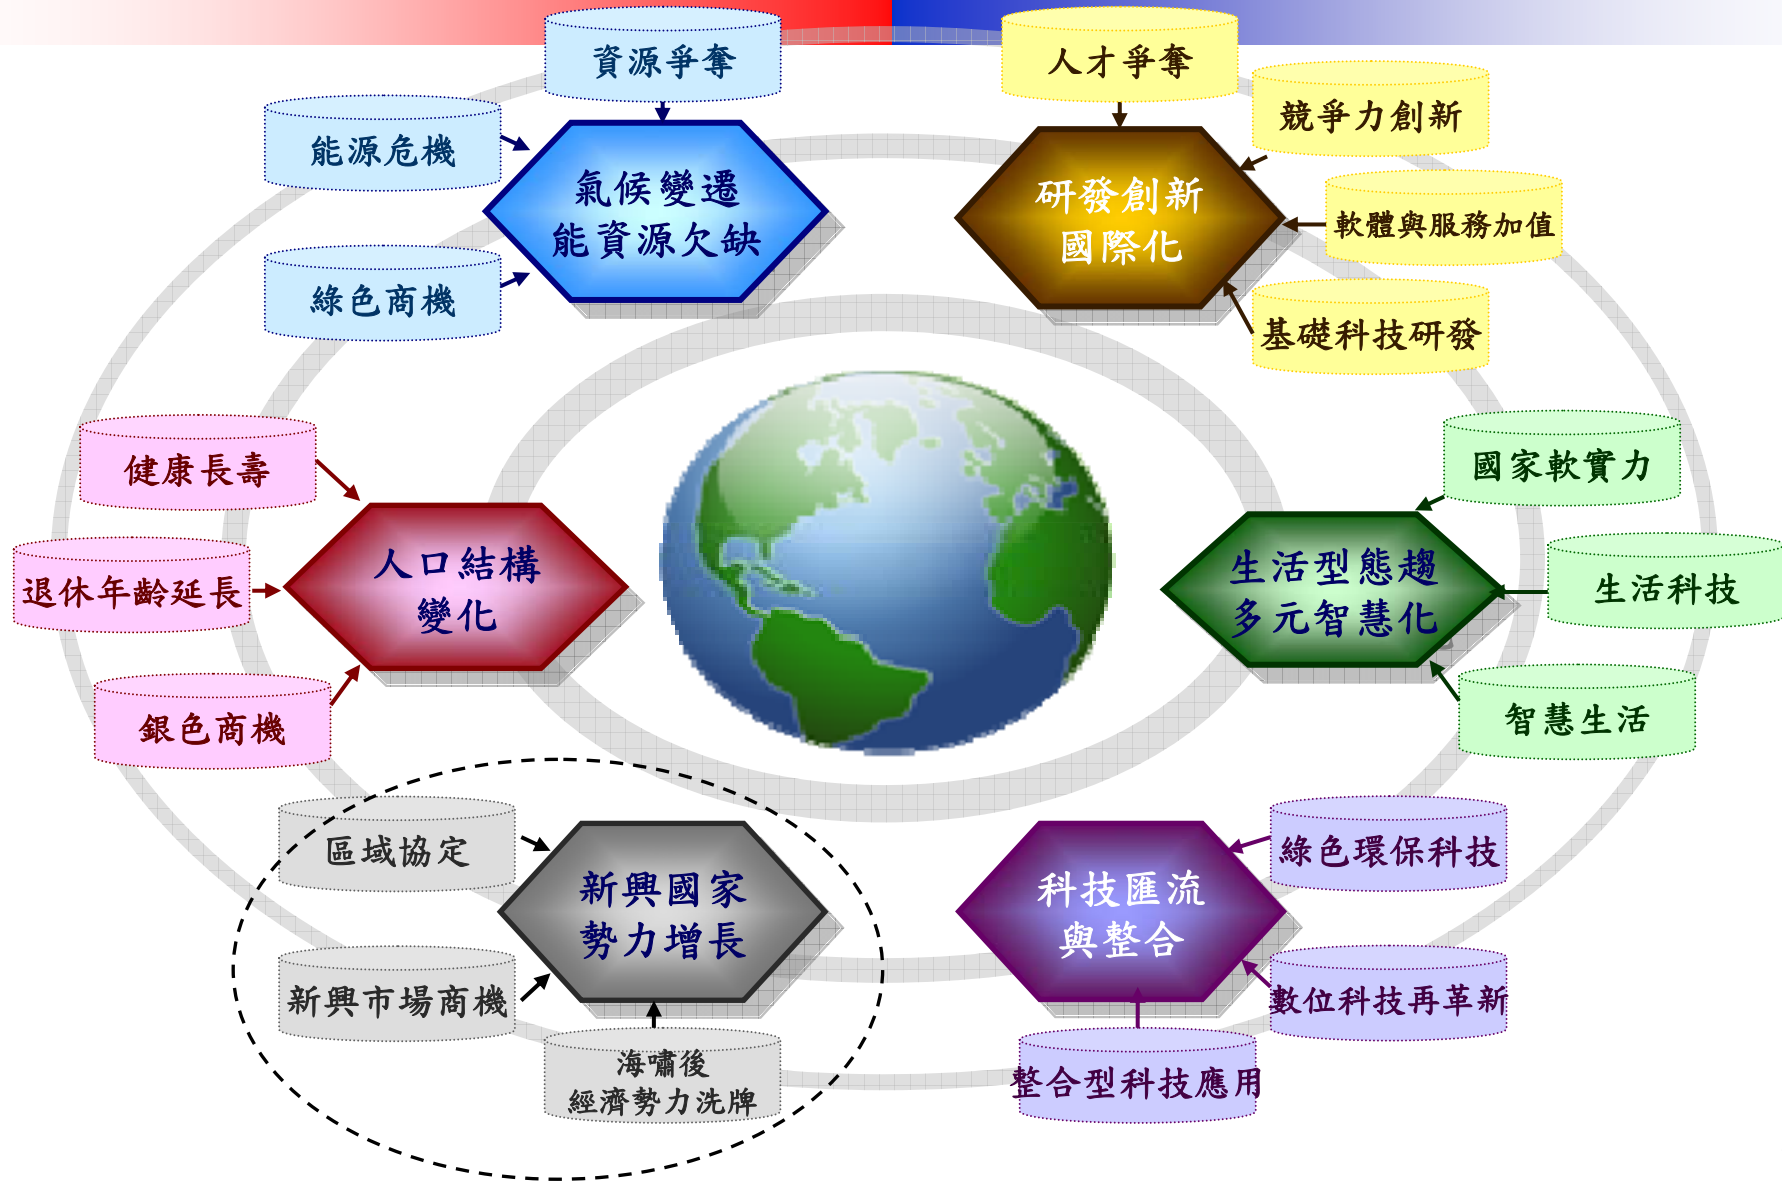 資源爭奪
能源危機
綠色商機
氣候變遷
能資源欠缺
人才爭奪
競爭力創新
軟體與服務加值
基礎科技研發
研發創新
國際化
健康長壽
退休年齡延長
銀色商機
人口結構
變化
國家軟實力
生活科技
智慧生活
生活型態趨
多元智慧化
區域協定
新興市場商機
海嘯後
經濟勢力洗牌
新興國家
勢力增長
綠色環保科技
數位科技再革新
整合型科技應用
科技匯流
與整合